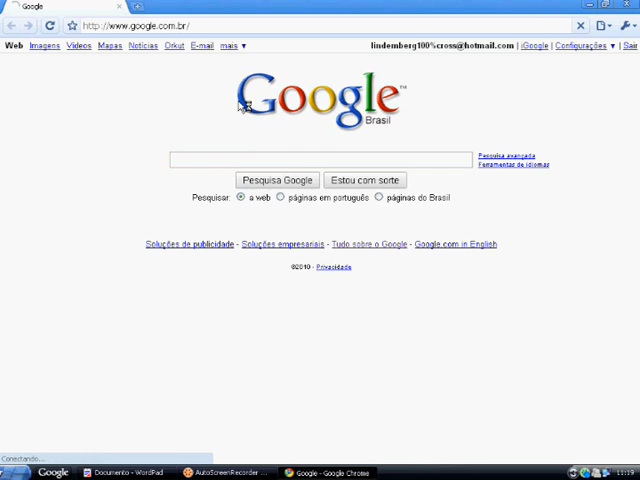 Google
http://www.google.com.br/
Web Imagens Vídeos Mapas Notícias Orkut E-mail mais ▼ lindemberg100%cross@hotmail.com | iGoogle | Configurações ▼ | Sair
Google™
Brasil
Pesquisa avançada
Ferramentas de idiomas
Pesquisa Google Estou com sorte
Pesquisar: a web páginas em português páginas do Brasil
Soluções de publicidade - Soluções empresariais - Tudo sobre o Google - Google.com in English
©2010 - Privacidade
Conectando...
Google Documento - WordPad AutoScreenRecorder ... Google - Google Chrome 11:19